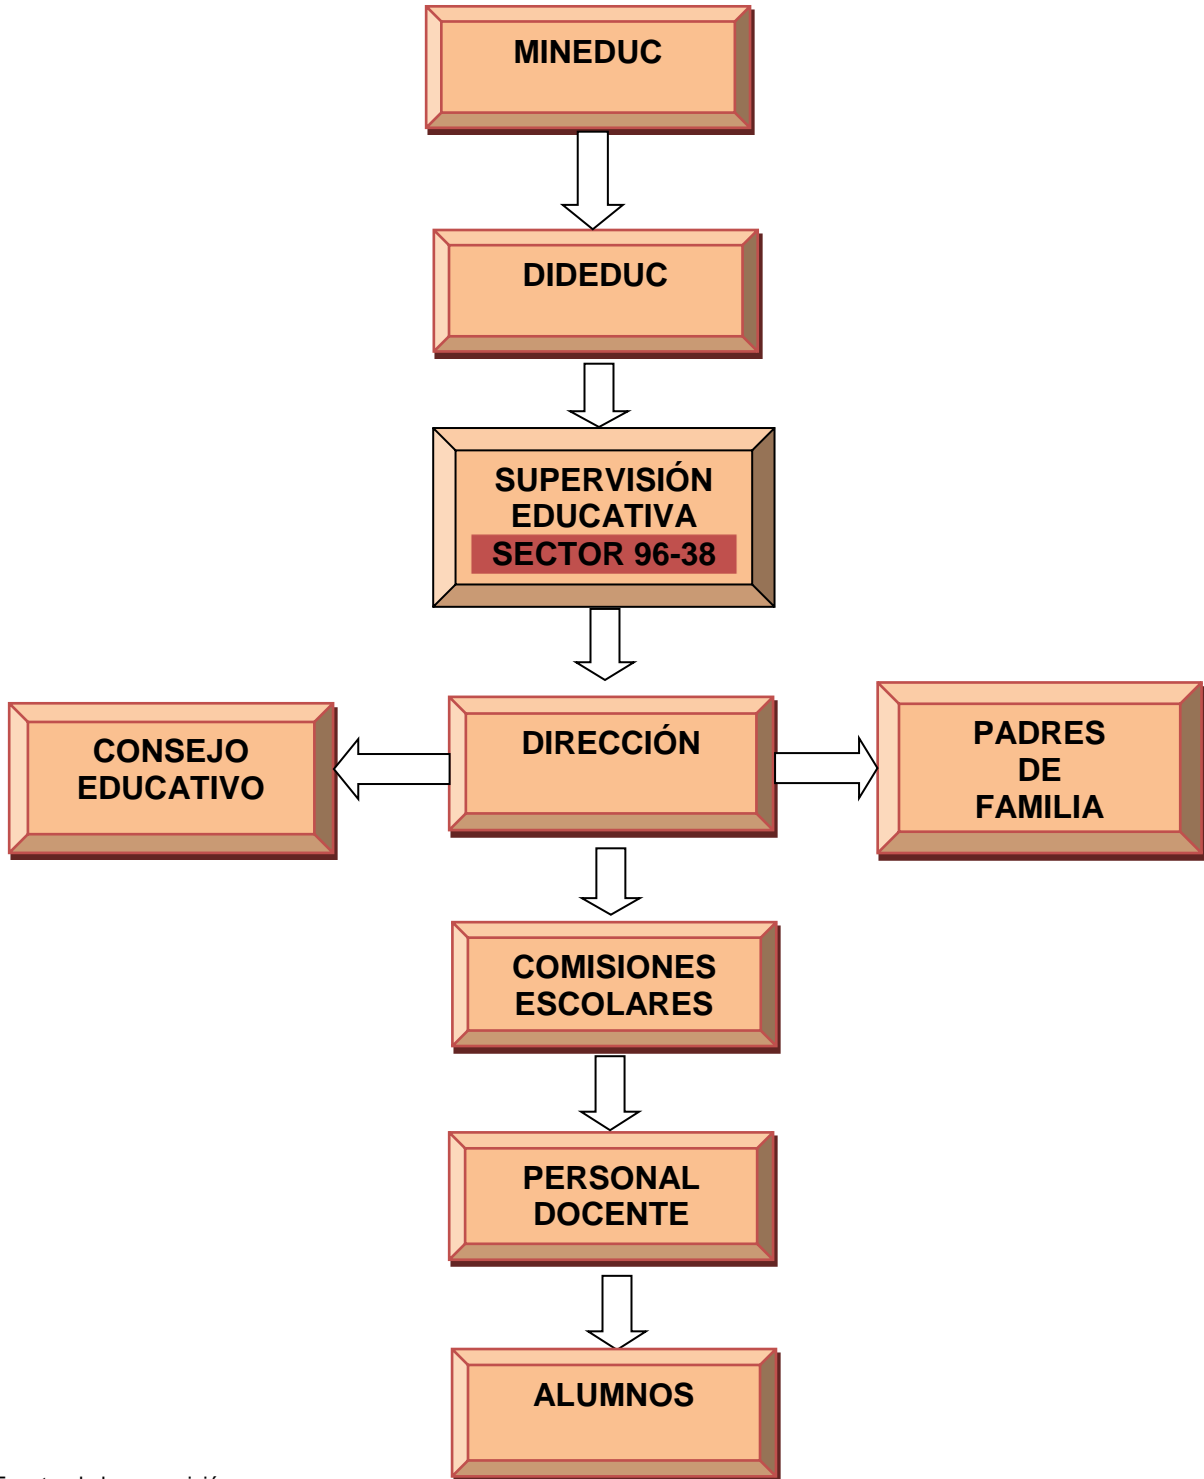 MINEDUC
DIDEDUC
SUPERVISIÓN
EDUCATIVA
SECTOR 96-38
CONSEJO
EDUCATIVO
DIRECCIÓN
PADRES
DE
FAMILIA
COMISIONES
ESCOLARES
PERSONAL
DOCENTE
ALUMNOS